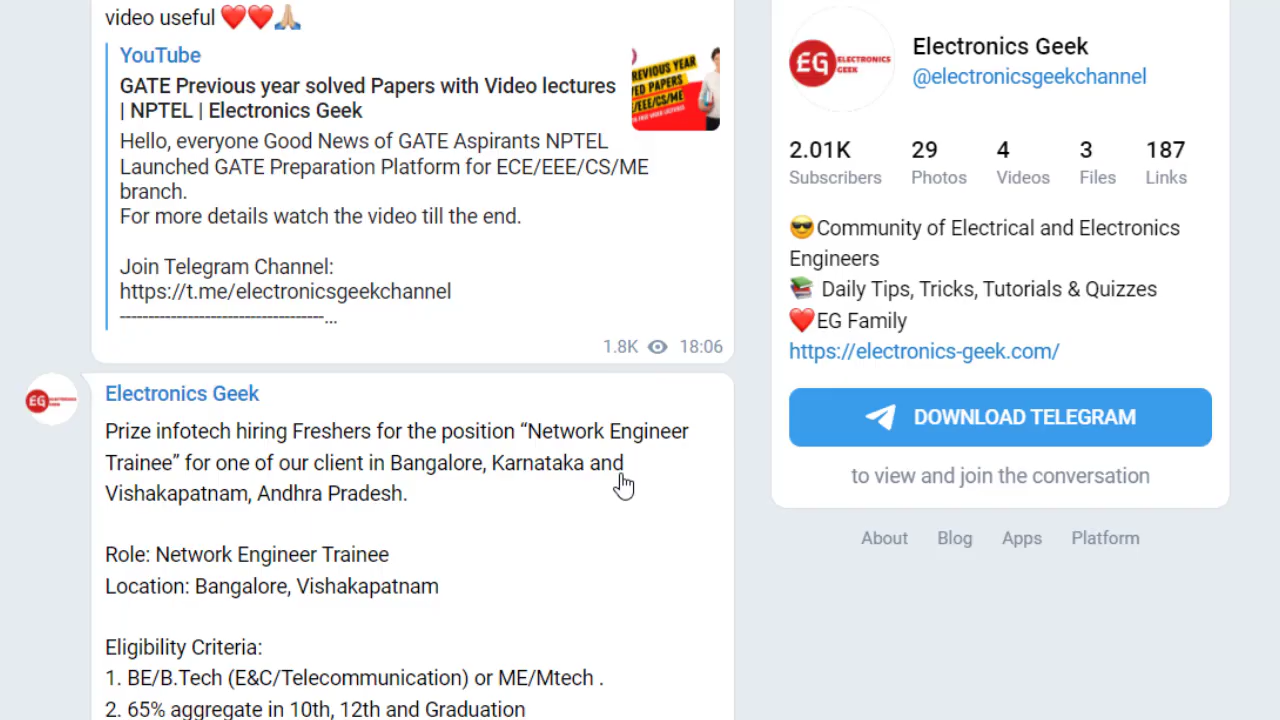 video useful ❤️❤️🙏🏼
YouTube
GATE Previous year solved Papers with Video lectures
| NPTEL | Electronics Geek
Hello, everyone Good News of GATE Aspirants NPTEL
Launched GATE Preparation Platform for ECE/EEE/CS/ME
branch.
For more details watch the video till the end.
Join Telegram Channel:
https://t.me/electronicsgeekchannel
-----------------------------------...
1.8K 18:06
Electronics Geek
Prize infotech hiring Freshers for the position “Network Engineer
Trainee” for one of our client in Bangalore, Karnataka and
Vishakapatnam, Andhra Pradesh.
Role: Network Engineer Trainee
Location: Bangalore, Vishakapatnam
Eligibility Criteria:
1. BE/B.Tech (E&C/Telecommunication) or ME/Mtech .
2. 65% aggregate in 10th, 12th and Graduation
EG ELECTRONICS GEEK
Electronics Geek
@electronicsgeekchannel
2.01K 29 4 3 187
Subscribers Photos Videos Files Links
😎Community of Electrical and Electronics
Engineers
📚 Daily Tips, Tricks, Tutorials & Quizzes
❤️EG Family
https://electronics-geek.com/
DOWNLOAD TELEGRAM
to view and join the conversation
About Blog Apps Platform